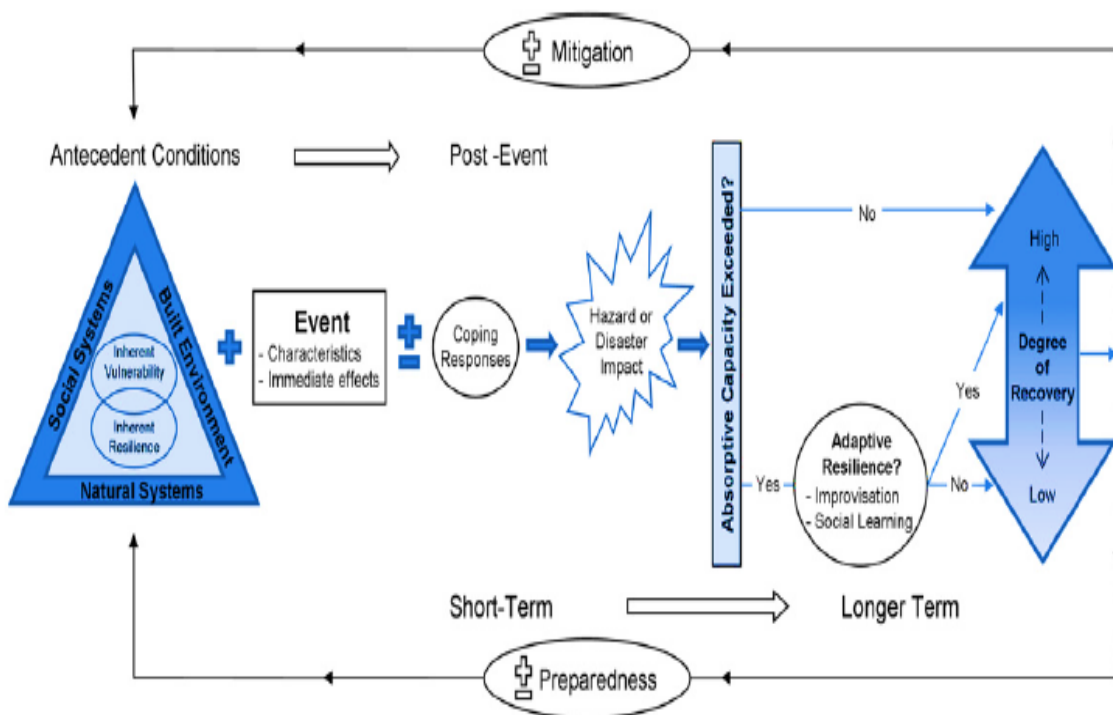 ± Mitigation
Antecedent Conditions
Post -Event
Social Systems
Built Environment
Natural Systems
Inherent
Vulnerability
Inherent
Resilience
+
Event
- Characteristics
- Immediate effects
±
Coping
Responses
Hazard or
Disaster
Impact
Absorptive Capacity Exceeded?
No
Yes
Adaptive
Resilience?
- Improvisation
- Social Learning
Yes
No
High
Degree
of
Recovery
Low
Short-Term
Longer Term
± Preparedness